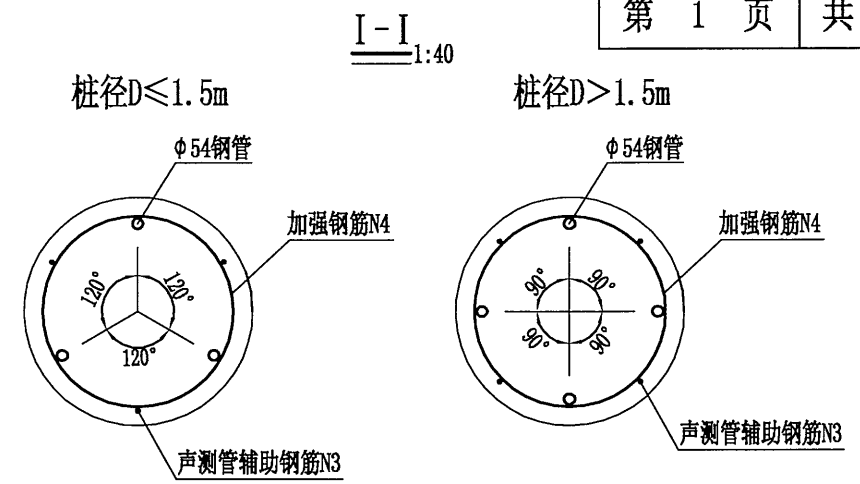 第 1 页 共
I-I
1:40
桩径D≤1.5m
桩径D>1.5m
φ54钢管
φ54钢管
加强钢筋N4
加强钢筋N4
120°
120°
120°
90°
90°
90°
90°
声测管辅助钢筋N3
声测管辅助钢筋N3